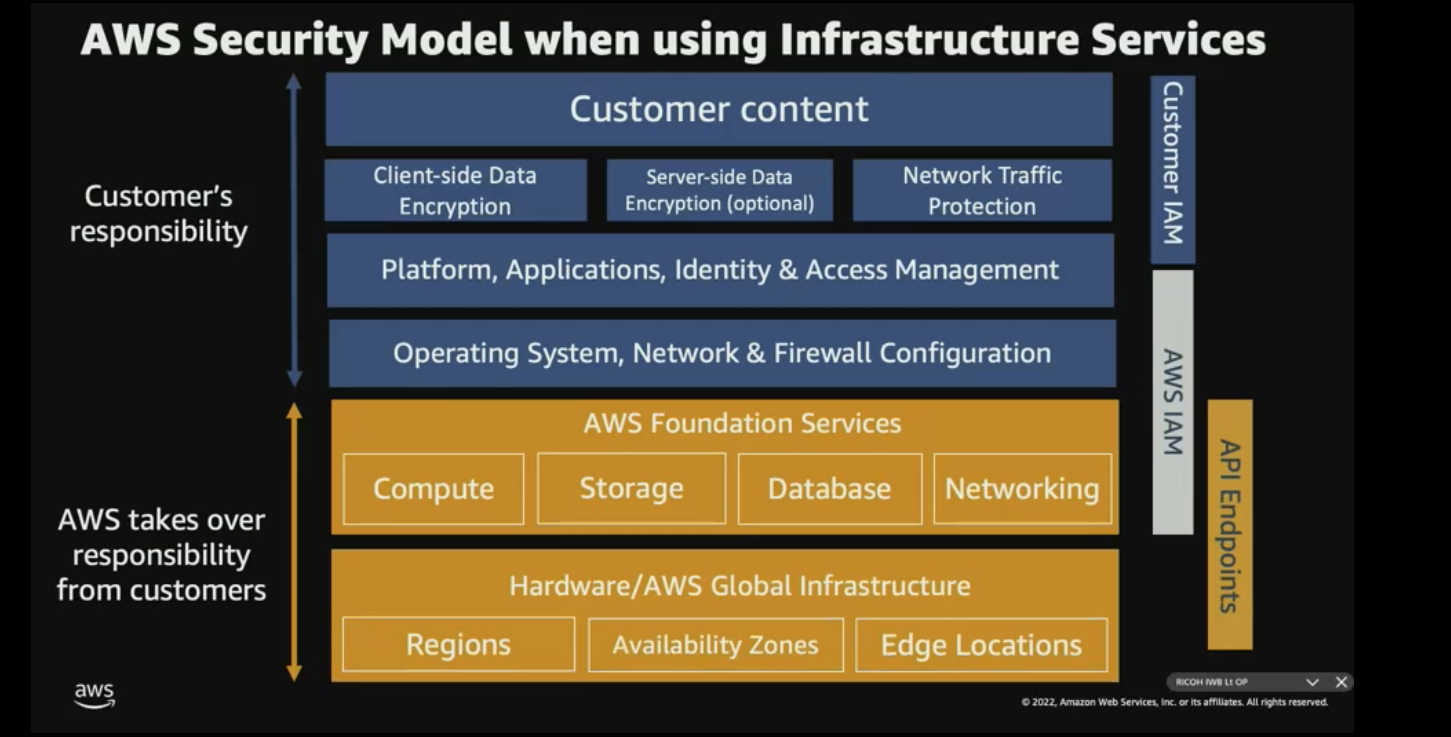 AWS Security Model when using Infrastructure Services
Customer's
responsibility
Customer content
Client-side Data
Encryption
Server-side Data
Encryption (optional)
Network Traffic
Protection
Platform, Applications, Identity & Access Management
Operating System, Network & Firewall Configuration
Customer IAM
AWS IAM
API Endpoints
AWS takes over
responsibility
from customers
AWS Foundation Services
Compute
Storage
Database
Networking
Hardware/AWS Global Infrastructure
Regions
Availability Zones
Edge Locations
aws
RICOH IWB Lt OP
© 2022, Amazon Web Services, Inc. or its affiliates. All rights reserved.